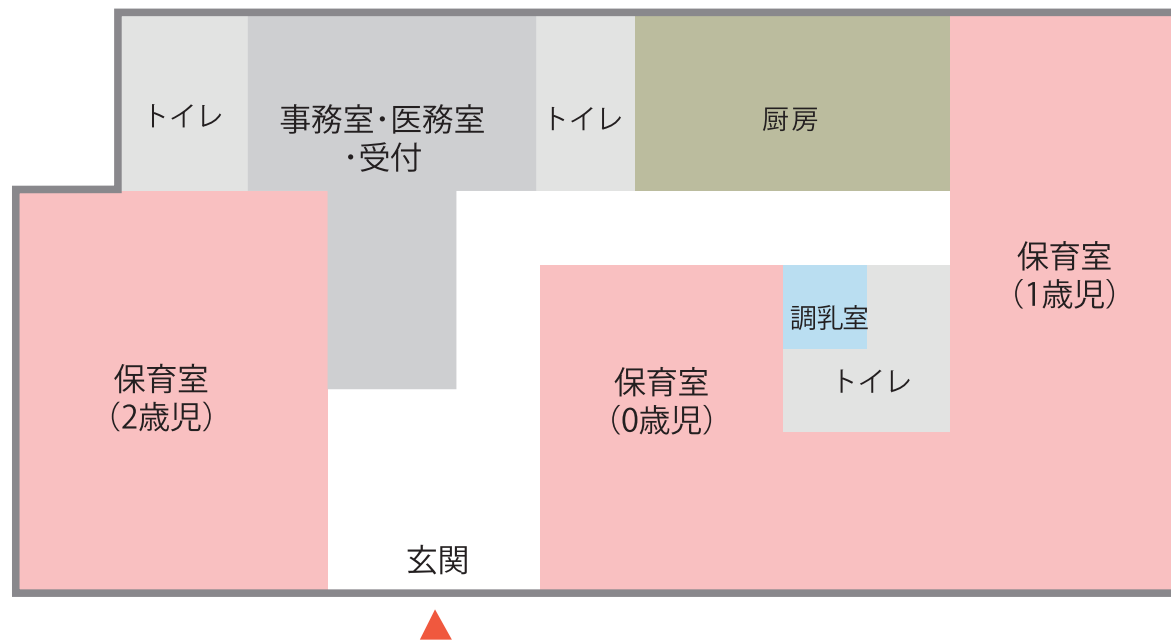 トイレ
事務室・医務室
・受付
トイレ
厨房
保育室
（1歳児）
調乳室
トイレ
保育室
（2歳児）
保育室
（0歳児）
玄関